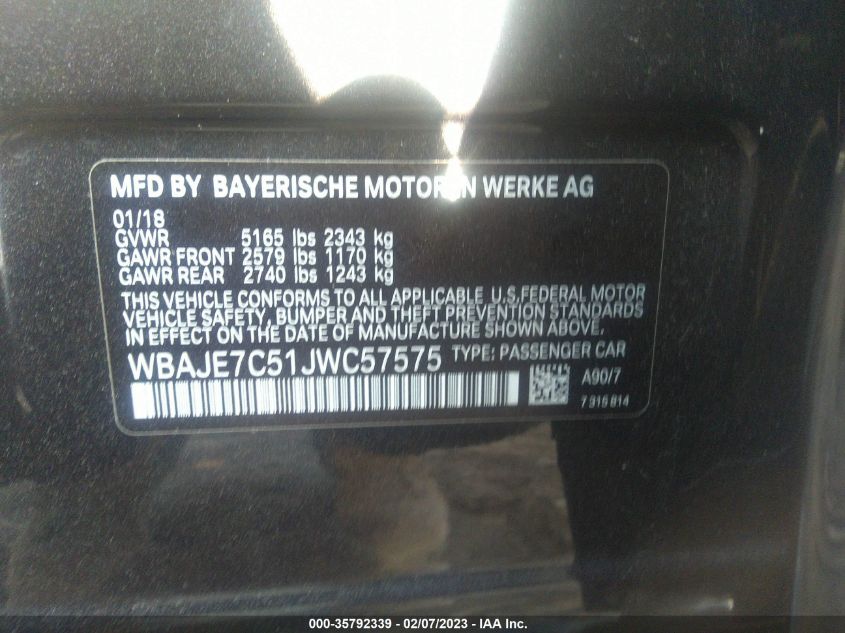 MFD BY BAYERISCHE MOTOREN WERKE AG
01/18
GVWR 5165 lbs 2343 kg
GAWR FRONT 2579 lbs 1170 kg
GAWR REAR 2740 lbs 1243 kg
THIS VEHICLE CONFORMS TO ALL APPLICABLE U.S.FEDERAL MOTOR
VEHICLE SAFETY, BUMPER AND THEFT PREVENTION STANDARDS
IN EFFECT ON THE DATE OF MANUFACTURE SHOWN ABOVE.
WBAJE7C51JWC57575 TYPE: PASSENGER CAR
A90/7
7 315 814
000-35792339 - 02/07/2023 - IAA Inc.